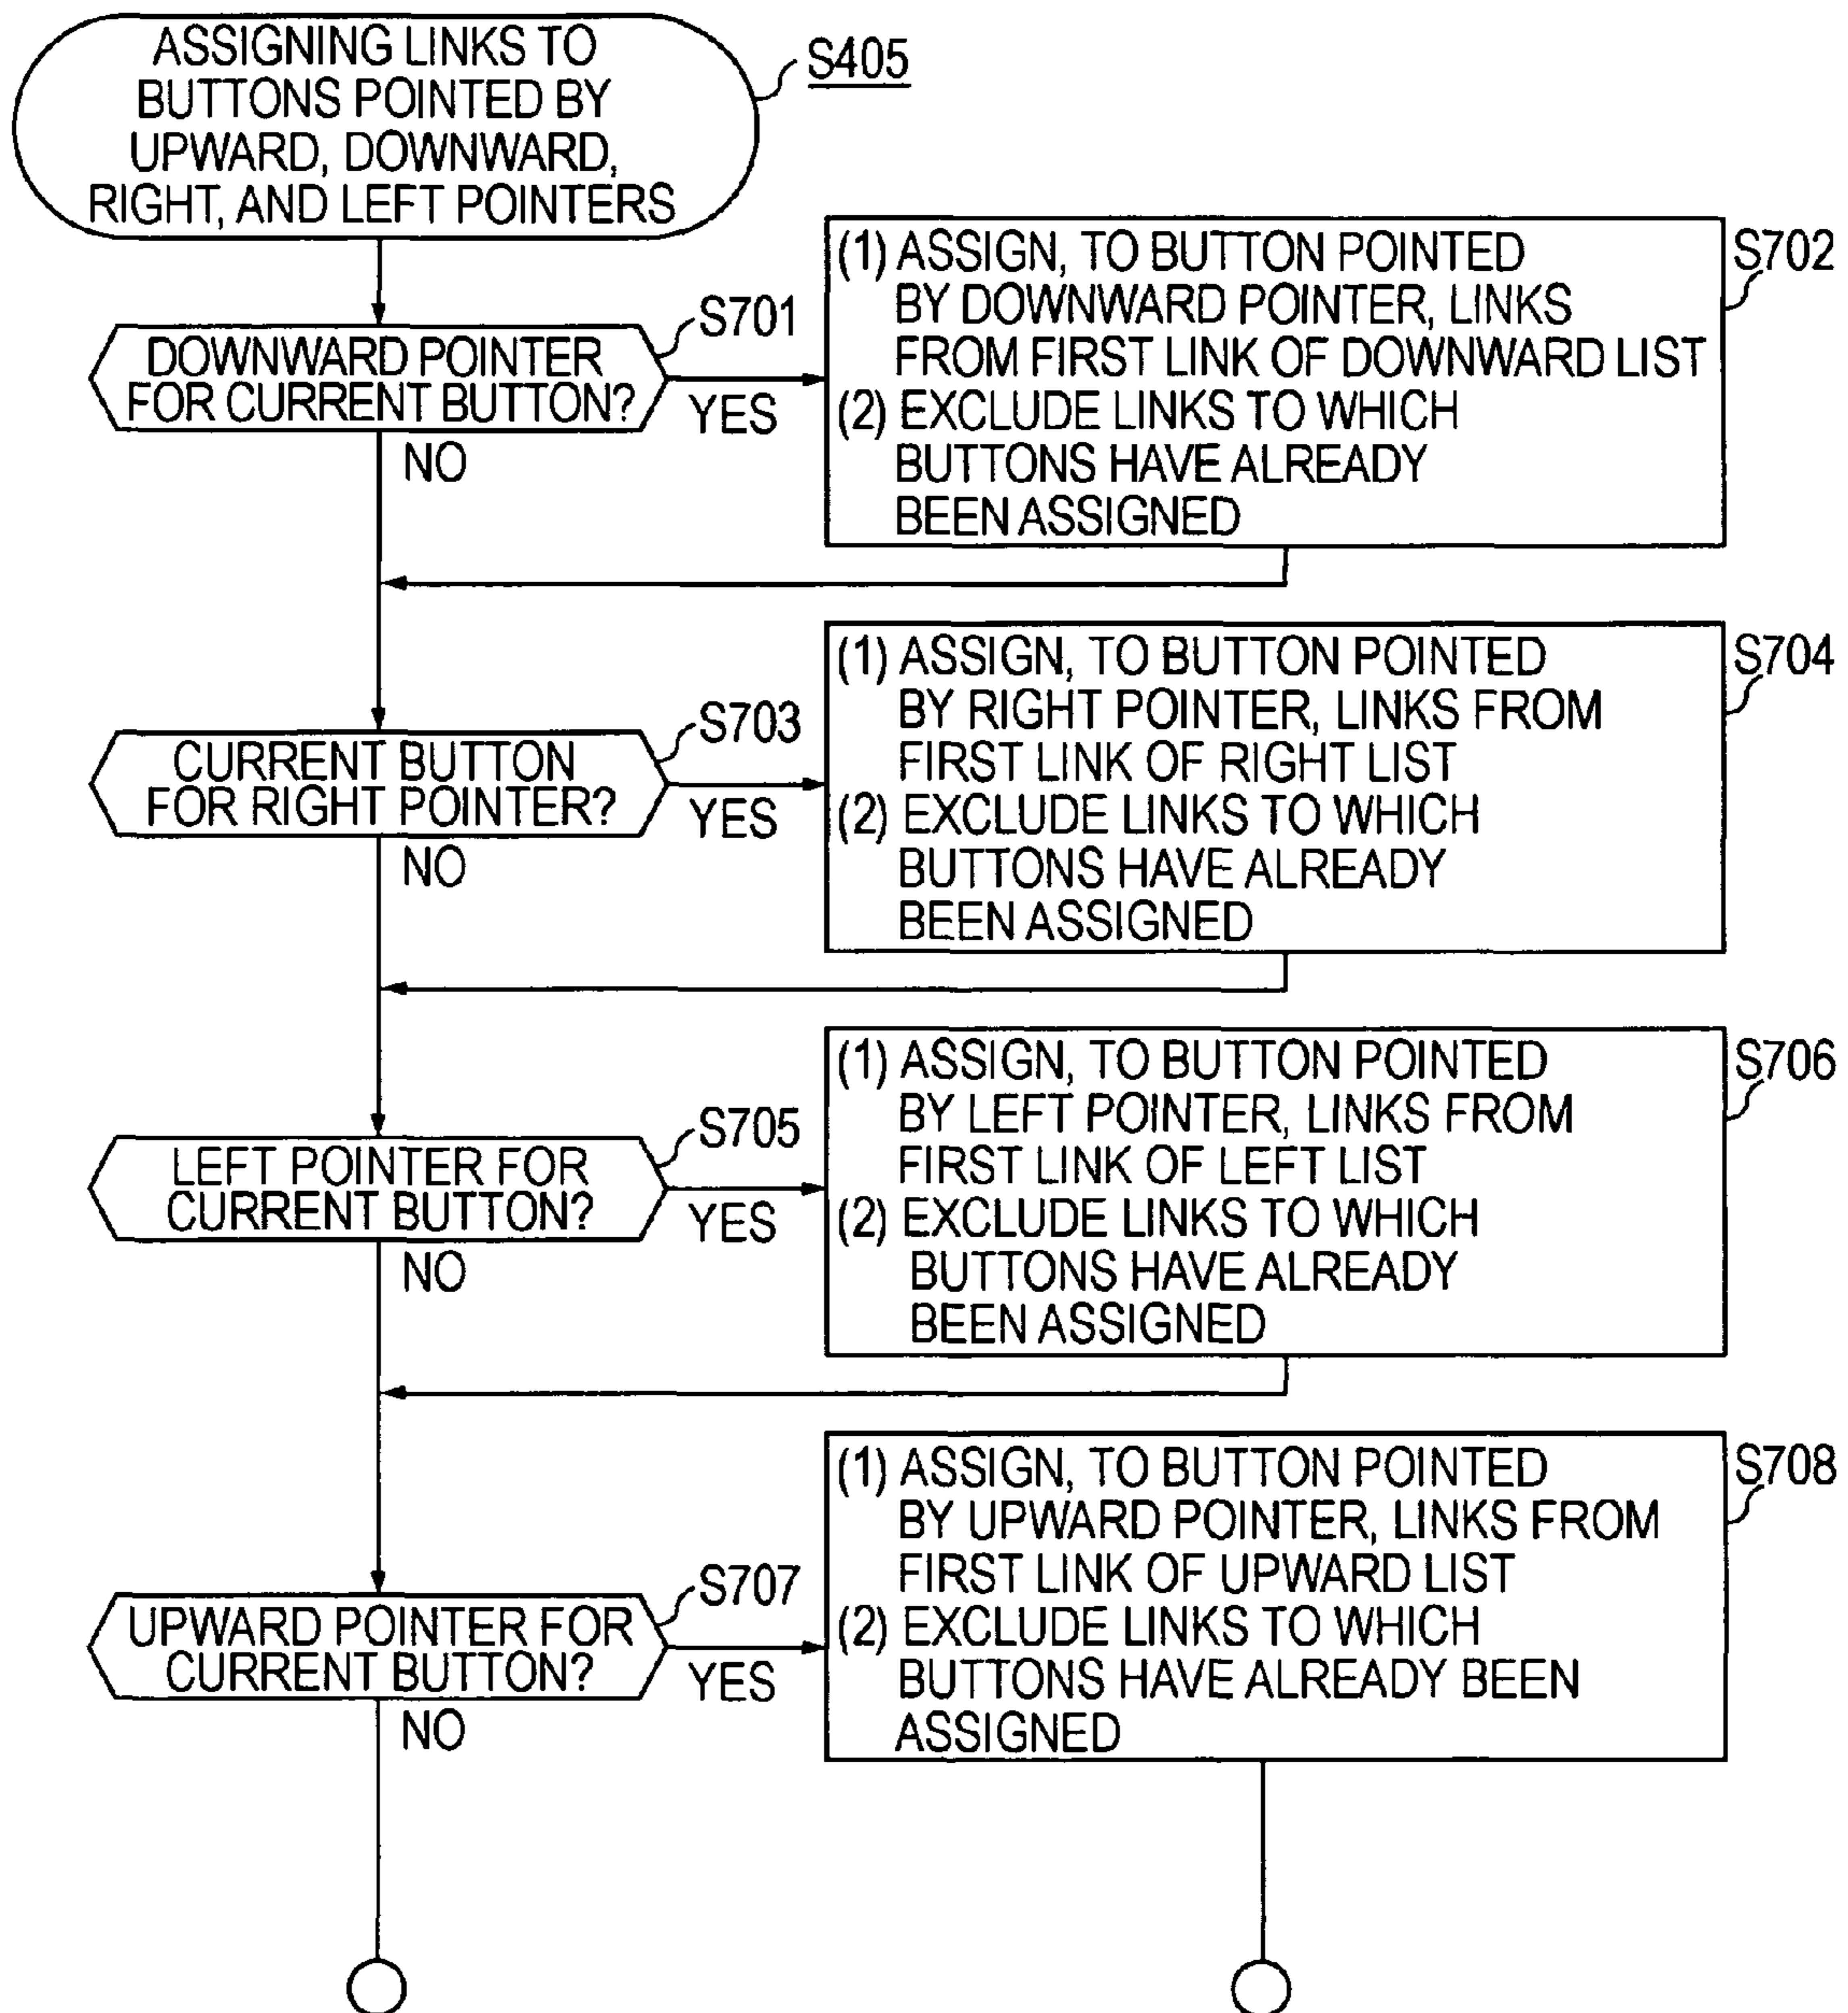 ASSIGNING LINKS TO
BUTTONS POINTED BY
UPWARD, DOWNWARD,
RIGHT, AND LEFT POINTERS
S405
DOWNWARD POINTER
FOR CURRENT BUTTON?
S701
YES
NO
(1) ASSIGN, TO BUTTON POINTED
BY DOWNWARD POINTER, LINKS
FROM FIRST LINK OF DOWNWARD LIST
(2) EXCLUDE LINKS TO WHICH
BUTTONS HAVE ALREADY
BEEN ASSIGNED
S702
CURRENT BUTTON
FOR RIGHT POINTER?
S703
YES
NO
(1) ASSIGN, TO BUTTON POINTED
BY RIGHT POINTER, LINKS FROM
FIRST LINK OF RIGHT LIST
(2) EXCLUDE LINKS TO WHICH
BUTTONS HAVE ALREADY
BEEN ASSIGNED
S704
LEFT POINTER FOR
CURRENT BUTTON?
S705
YES
NO
(1) ASSIGN, TO BUTTON POINTED
BY LEFT POINTER, LINKS FROM
FIRST LINK OF LEFT LIST
(2) EXCLUDE LINKS TO WHICH
BUTTONS HAVE ALREADY
BEEN ASSIGNED
S706
UPWARD POINTER FOR
CURRENT BUTTON?
S707
YES
NO
(1) ASSIGN, TO BUTTON POINTED
BY UPWARD POINTER, LINKS FROM
FIRST LINK OF UPWARD LIST
(2) EXCLUDE LINKS TO WHICH
BUTTONS HAVE ALREADY BEEN
ASSIGNED
S708